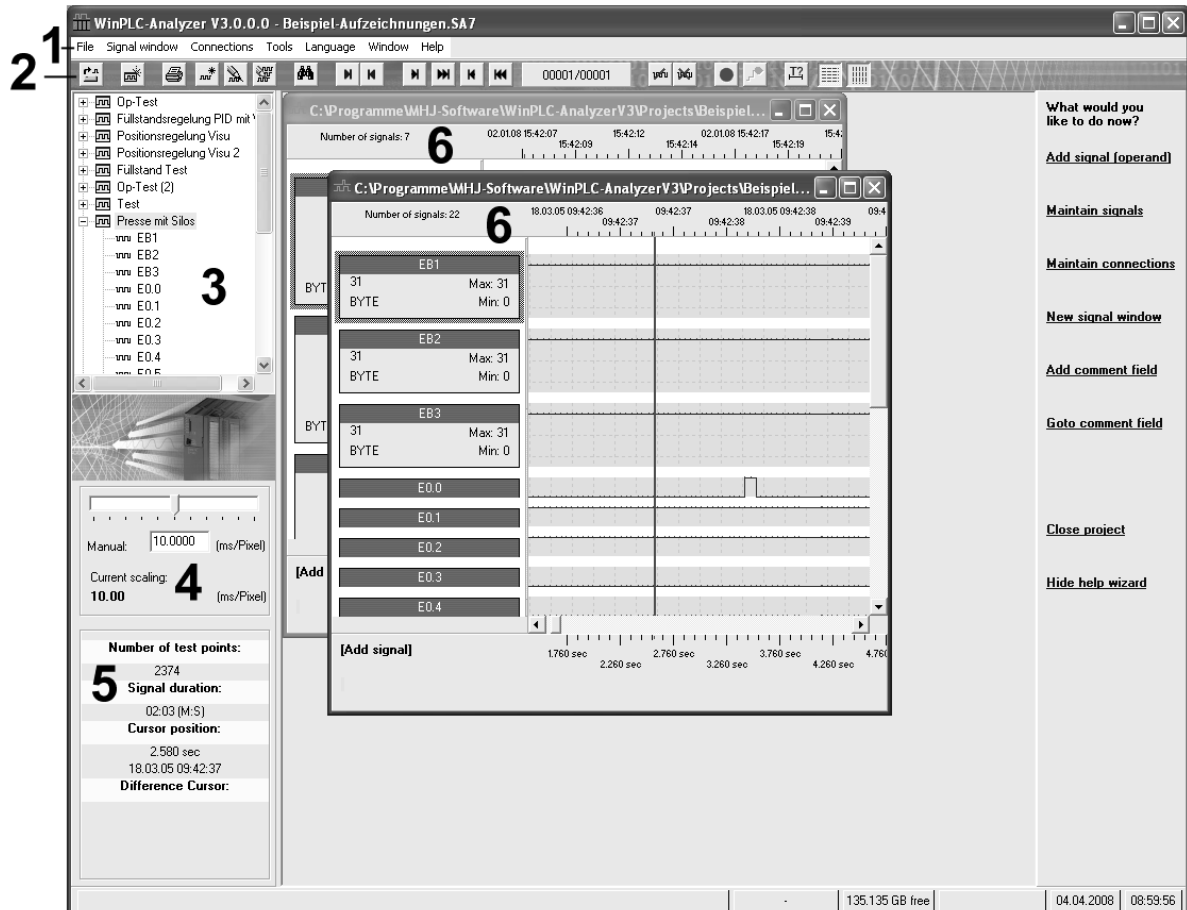 WinPLC-Analyzer V3.0.0.0 - Beispiel-Aufzeichnungen.SA7
1
File Signal window Connections Tools Language Window Help
2
00001/00001
Op-Test
Füllstandsregelung PID mit
Positionsregelung Visu
Positionsregelung Visu 2
Füllstand Test
Op-Test (2)
Test
Presse mit Silos
EB1
EB2
EB3
E0.0
E0.1
E0.2
E0.3
E0.4
E0.5
3
Manual: 10.0000 (ms/Pixel)
Current scaling:
10.00 (ms/Pixel)
4
Number of test points:
2374
Signal duration:
02:03 (M:S)
Cursor position:
2.580 sec
18.03.05 09:42:37
Difference Cursor:
5
C:\Programme\MHJ-Software\WinPLC-AnalyzerV3\Projects\Beispiel...
Number of signals: 7
6
02.01.08 15:42:07 15:42:12 02.01.08 15:42:17 15:42
15:42:09 15:42:14 15:42:19
BYT
BYT
[Add
C:\Programme\MHJ-Software\WinPLC-AnalyzerV3\Projects\Beispiel...
Number of signals: 22
6
18.03.05 09:42:36 09:42:37 18.03.05 09:42:38 09:4
09:42:37 09:42:38 09:42:39
EB1
31 Max: 31
BYTE Min: 0
EB2
31 Max: 31
BYTE Min: 0
EB3
31 Max: 31
BYTE Min: 0
E0.0
E0.1
E0.2
E0.3
E0.4
[Add signal]
1.760 sec 2.760 sec 3.760 sec 4.760
2.260 sec 3.260 sec 4.260 sec
What would you
like to do now?
Add signal (operand)
Maintain signals
Maintain connections
New signal window
Add comment field
Goto comment field
Close project
Hide help wizard
- 135.135 GB free 04.04.2008 08:59:56